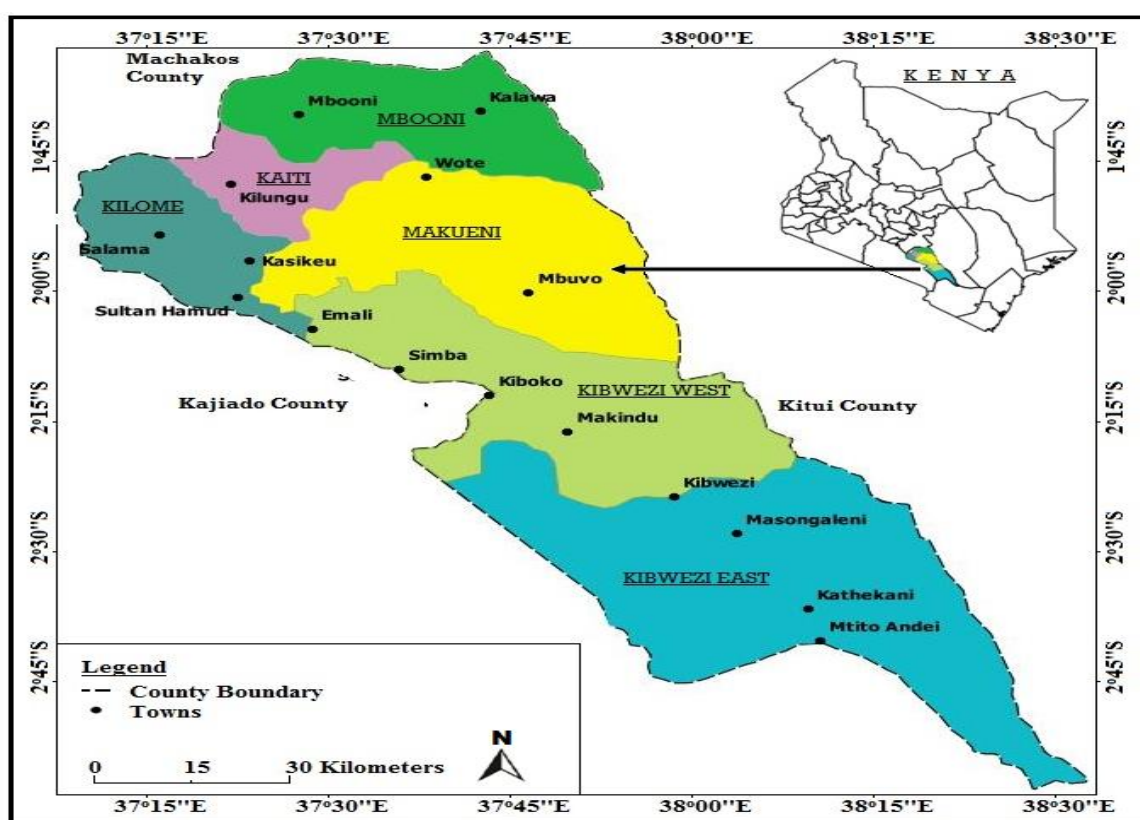 37°15''E 37°30''E 37°45''E 38°00''E 38°15''E 38°30''E
Machakos
County
K E N Y A
Mbooni
Kalawa
MBOONI
1°45''S
1°45''S
Wote
KAITI
Kilungu
KILOME
MAKUENI
Salama
Kasikeu
Mbuvo
2°00''S
2°00''S
Sultan Hamud
Emali
Simba
Kiboko
KIBWEZI WEST
Kajiado County
Kitui County
Makindu
2°15''S
2°15''S
Kibwezi
Masongaleni
2°30''S
2°30''S
KIBWEZI EAST
Kathekani
Mtito Andei
2°45''S
2°45''S
Legend
County Boundary
Towns
N
0 15 30 Kilometers
37°15''E 37°30''E 37°45''E 38°00''E 38°15''E 38°30''E